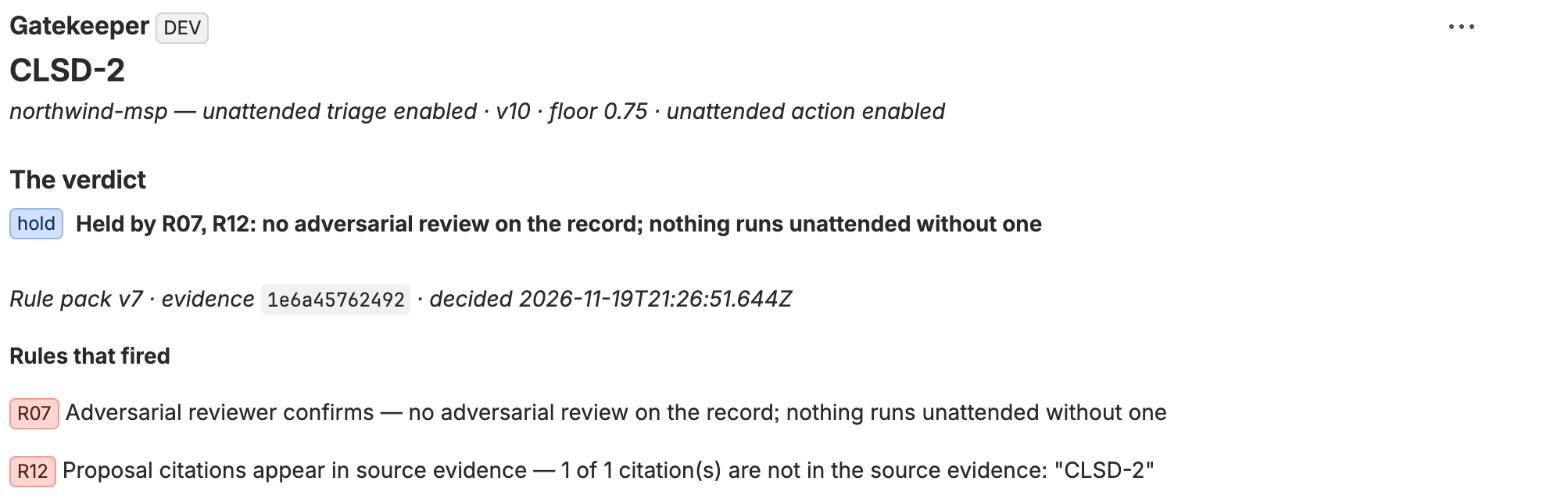 Gatekeeper DEV
CLSD-2
northwind-msp — unattended triage enabled · v10 · floor 0.75 · unattended action enabled
The verdict
hold Held by R07, R12: no adversarial review on the record; nothing runs unattended without one
Rule pack v7 · evidence 1e6a45762492 · decided 2026-11-19T21:26:51.644Z
Rules that fired
R07 Adversarial reviewer confirms — no adversarial review on the record; nothing runs unattended without one
R12 Proposal citations appear in source evidence — 1 of 1 citation(s) are not in the source evidence: "CLSD-2"